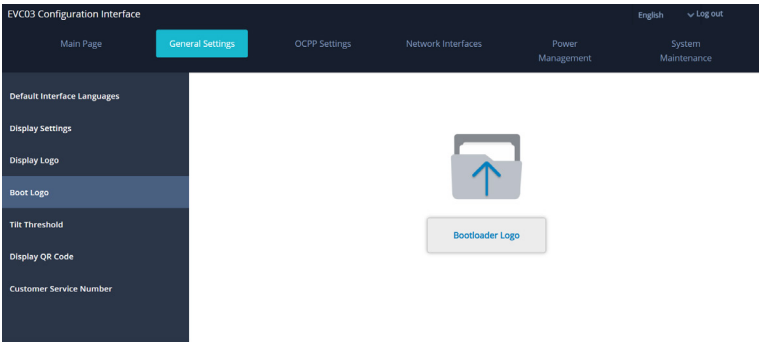 EVC03 Configuration Interface
English
Log out
Main Page
General Settings
OCPP Settings
Network Interfaces
Power
Management
System
Maintenance
Default Interface Languages
Display Settings
Display Logo
Boot Logo
Tilt Threshold
Display QR Code
Customer Service Number
Bootloader Logo